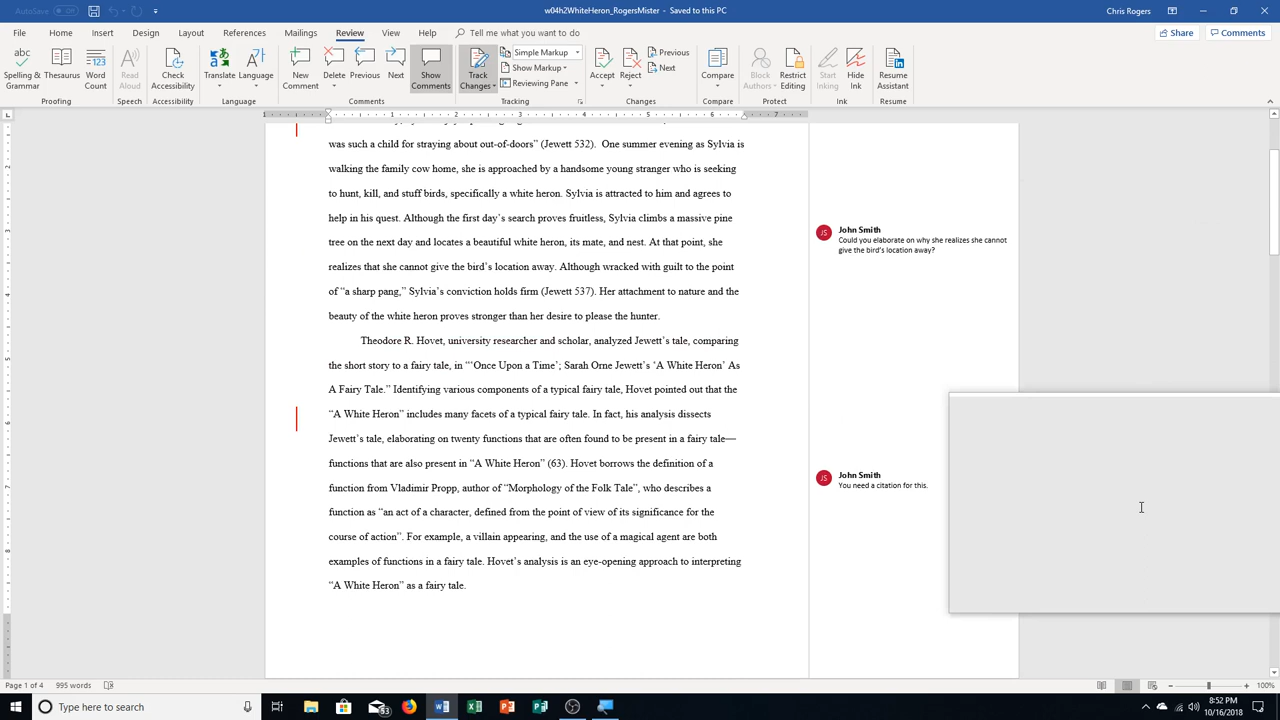 AutoSave Off
w04h2WhiteHeron_RogersMister - Saved to this PC
Chris Rogers
File Home Insert Design Layout References Mailings Review View Help Tell me what you want to do
Share Comments
Spelling & Grammar
Thesaurus
Word Count
Read Aloud
Check Accessibility
Translate
Language
New Comment
Delete
Previous
Next
Show Comments
Track Changes
Simple Markup
Show Markup
Reviewing Pane
Accept
Reject
Previous
Next
Compare
Block Authors
Restrict Editing
Start Inking
Hide Ink
Resume Assistant
Proofing Speech Accessibility Language Comments Tracking Changes Compare Protect Ink Resume
1 1 2 3 4 5 6 7
was such a child for straying about out-of-doors” (Jewett 532).  One summer evening as Sylvia is
walking the family cow home, she is approached by a handsome young stranger who is seeking
to hunt, kill, and stuff birds, specifically a white heron. Sylvia is attracted to him and agrees to
help in his quest. Although the first day’s search proves fruitless, Sylvia climbs a massive pine
tree on the next day and locates a beautiful white heron, its mate, and nest. At that point, she
realizes that she cannot give the bird’s location away. Although wracked with guilt to the point
of “a sharp pang,” Sylvia’s conviction holds firm (Jewett 537). Her attachment to nature and the
beauty of the white heron proves stronger than her desire to please the hunter.
Theodore R. Hovet, university researcher and scholar, analyzed Jewett’s tale, comparing
the short story to a fairy tale, in “‘Once Upon a Time’; Sarah Orne Jewett’s ‘A White Heron’ As
A Fairy Tale.” Identifying various components of a typical fairy tale, Hovet pointed out that the
“A White Heron” includes many facets of a typical fairy tale. In fact, his analysis dissects
Jewett’s tale, elaborating on twenty functions that are often found to be present in a fairy tale—
functions that are also present in “A White Heron” (63). Hovet borrows the definition of a
function from Vladimir Propp, author of “Morphology of the Folk Tale”, who describes a
function as “an act of a character, defined from the point of view of its significance for the
course of action”. For example, a villain appearing, and the use of a magical agent are both
examples of functions in a fairy tale. Hovet’s analysis is an eye-opening approach to interpreting
“A White Heron” as a fairy tale.
JS John Smith
Could you elaborate on why she realizes she cannot
give the bird’s location away?
JS John Smith
You need a citation for this.
Page 1 of 4 995 words
100%
Type here to search
53
8:52 PM
10/16/2018